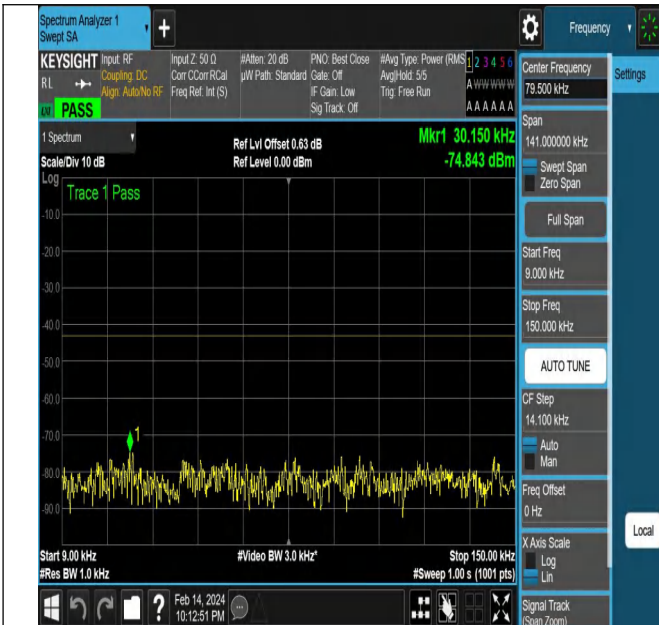 Spectrum Analyzer 1
Swept SA
+
Frequency
KEYSIGHT
RL
PASS
Input: RF
Coupling: DC
Align: Auto/No RF
Input Z: 50 Ω
Corr CCorr RCal
Freq Ref: Int (S)
#Atten: 20 dB
µW Path: Standard
PNO: Best Close
Gate: Off
IF Gain: Low
Sig Track: Off
#Avg Type: Power (RMS
Avg|Hold: 5/5
Trig: Free Run
1 2 3 4 5 6
A W W W W W
A A A A A A
1 Spectrum
Scale/Div 10 dB
Log
Ref Lvl Offset 0.63 dB
Ref Level 0.00 dBm
Mkr1 30.150 kHz
-74.843 dBm
Trace 1 Pass
-10.0
-20.0
-30.0
-40.0
-50.0
-60.0
-70.0
-80.0
-90.0
1
Start 9.00 kHz
#Res BW 1.0 kHz
#Video BW 3.0 kHz*
Stop 150.00 kHz
#Sweep 1.00 s (1001 pts)
?
Feb 14, 2024
10:12:51 PM
Center Frequency
79.500 kHz
Settings
Span
141.000000 kHz
Swept Span
Zero Span
Full Span
Start Freq
9.000 kHz
Stop Freq
150.000 kHz
AUTO TUNE
CF Step
14.100 kHz
Auto
Man
Freq Offset
0 Hz
Local
X Axis Scale
Log
Lin
Signal Track
(Span Zoom)